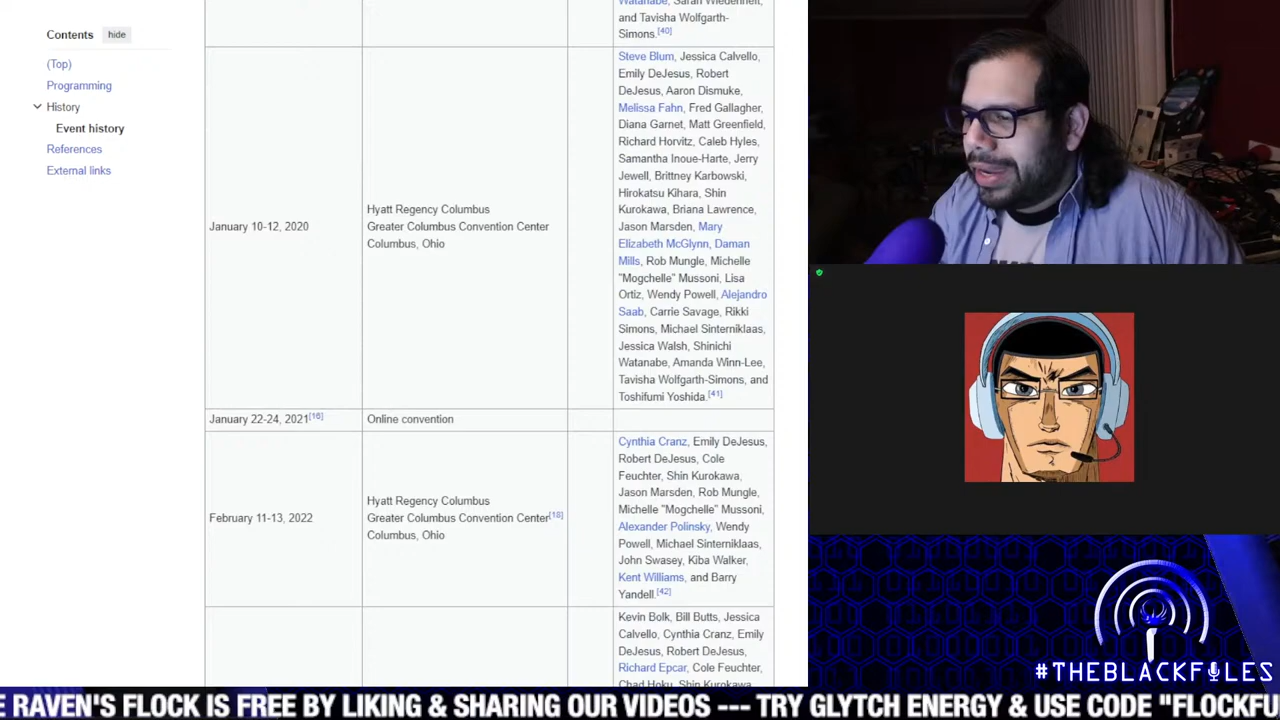 Contents hide
(Top)
Programming
History
Event history
References
External links
Watanabe, Sarah Wiedenheft,
and Tavisha Wolfgarth-
Simons.[40]
January 10-12, 2020
Hyatt Regency Columbus
Greater Columbus Convention Center
Columbus, Ohio
Steve Blum, Jessica Calvello,
Emily DeJesus, Robert
DeJesus, Aaron Dismuke,
Melissa Fahn, Fred Gallagher,
Diana Garnet, Matt Greenfield,
Richard Horvitz, Caleb Hyles,
Samantha Inoue-Harte, Jerry
Jewell, Brittney Karbowski,
Hirokatsu Kihara, Shin
Kurokawa, Briana Lawrence,
Jason Marsden, Mary
Elizabeth McGlynn, Daman
Mills, Rob Mungle, Michelle
"Mogchelle" Mussoni, Lisa
Ortiz, Wendy Powell, Alejandro
Saab, Carrie Savage, Rikki
Simons, Michael Sinterniklaas,
Jessica Walsh, Shinichi
Watanabe, Amanda Winn-Lee,
Tavisha Wolfgarth-Simons, and
Toshifumi Yoshida.[41]
January 22-24, 2021[16]
Online convention
February 11-13, 2022
Hyatt Regency Columbus
Greater Columbus Convention Center[18]
Columbus, Ohio
Cynthia Cranz, Emily DeJesus,
Robert DeJesus, Cole
Feuchter, Shin Kurokawa,
Jason Marsden, Rob Mungle,
Michelle "Mogchelle" Mussoni,
Alexander Polinsky, Wendy
Powell, Michael Sinterniklaas,
John Swasey, Kiba Walker,
Kent Williams, and Barry
Yandell.[42]
Kevin Bolk, Bill Butts, Jessica
Calvello, Cynthia Cranz, Emily
DeJesus, Robert DeJesus,
Richard Epcar, Cole Feuchter,
Chad Hoku, Shin Kurokawa
#THEBLACKFILES
E RAVEN'S FLOCK IS FREE BY LIKING & SHARING OUR VIDEOS --- TRY GLYTCH ENERGY & USE CODE "FLOCKFU